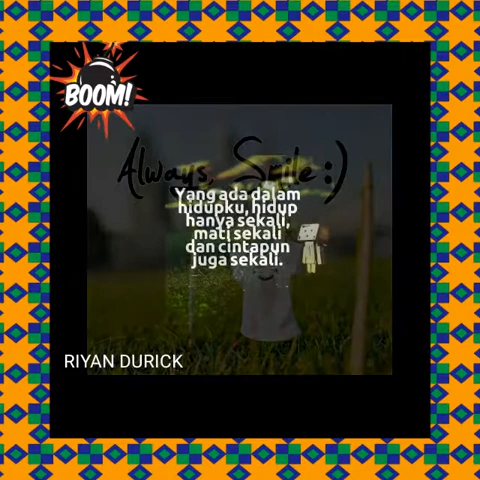 BOOM!
Always Smile :)
Yang ada dalam
hidupku, hidup
hanya sekali,
mati sekali
dan cintapun
juga sekali.
RIYAN DURICK